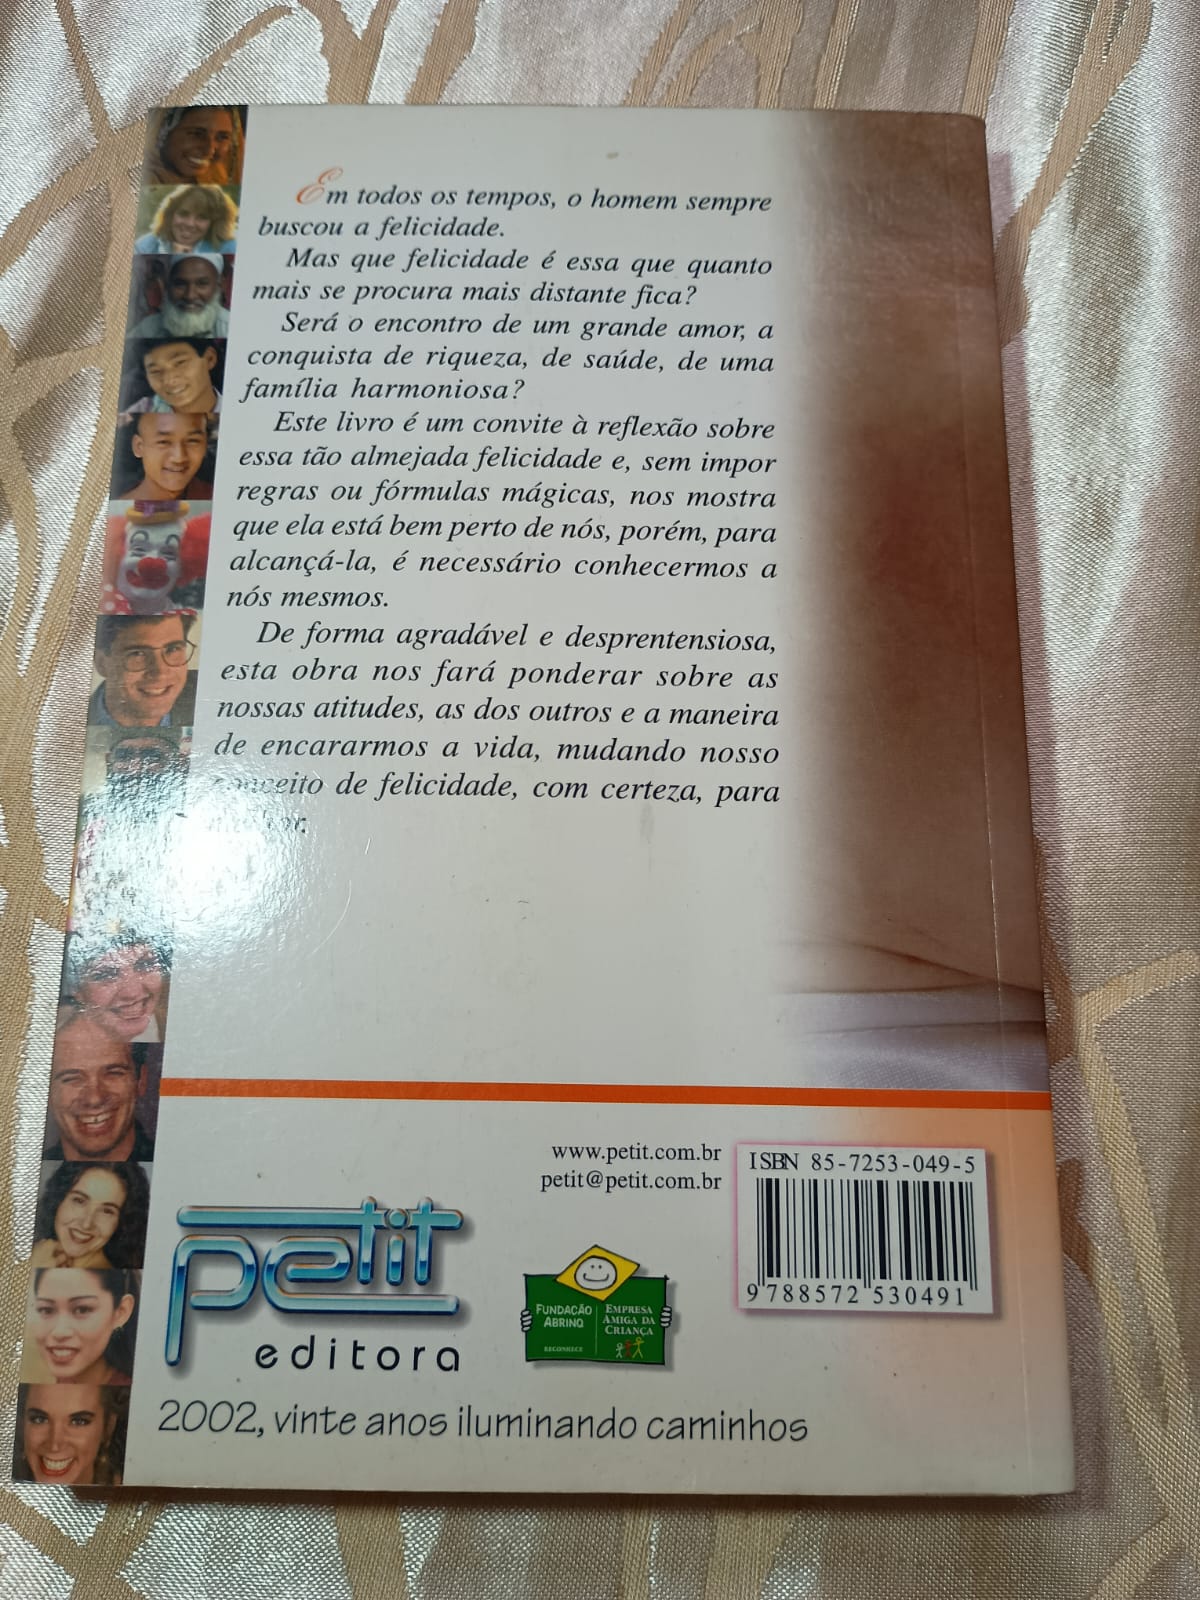 Em todos os tempos, o homem sempre
buscou a felicidade.
Mas que felicidade é essa que quanto
mais se procura mais distante fica?
Será o encontro de um grande amor, a
conquista de riqueza, de saúde, de uma
família harmoniosa?
Este livro é um convite à reflexão sobre
essa tão almejada felicidade e, sem impor
regras ou fórmulas mágicas, nos mostra
que ela está bem perto de nós, porém, para
alcançá-la, é necessário conhecermos a
nós mesmos.
De forma agradável e desprentensiosa,
esta obra nos fará ponderar sobre as
nossas atitudes, as dos outros e a maneira
de encararmos a vida, mudando nosso
conceito de felicidade, com certeza, para
www.petit.com.br
petit@petit.com.br
ISBN 85-7253-049-5
9 788572 530491
petit
editora
FUNDAÇÃO
ABRINQ
RECONHECE
EMPRESA
AMIGA DA
CRIANÇA
2002, vinte anos iluminando caminhos